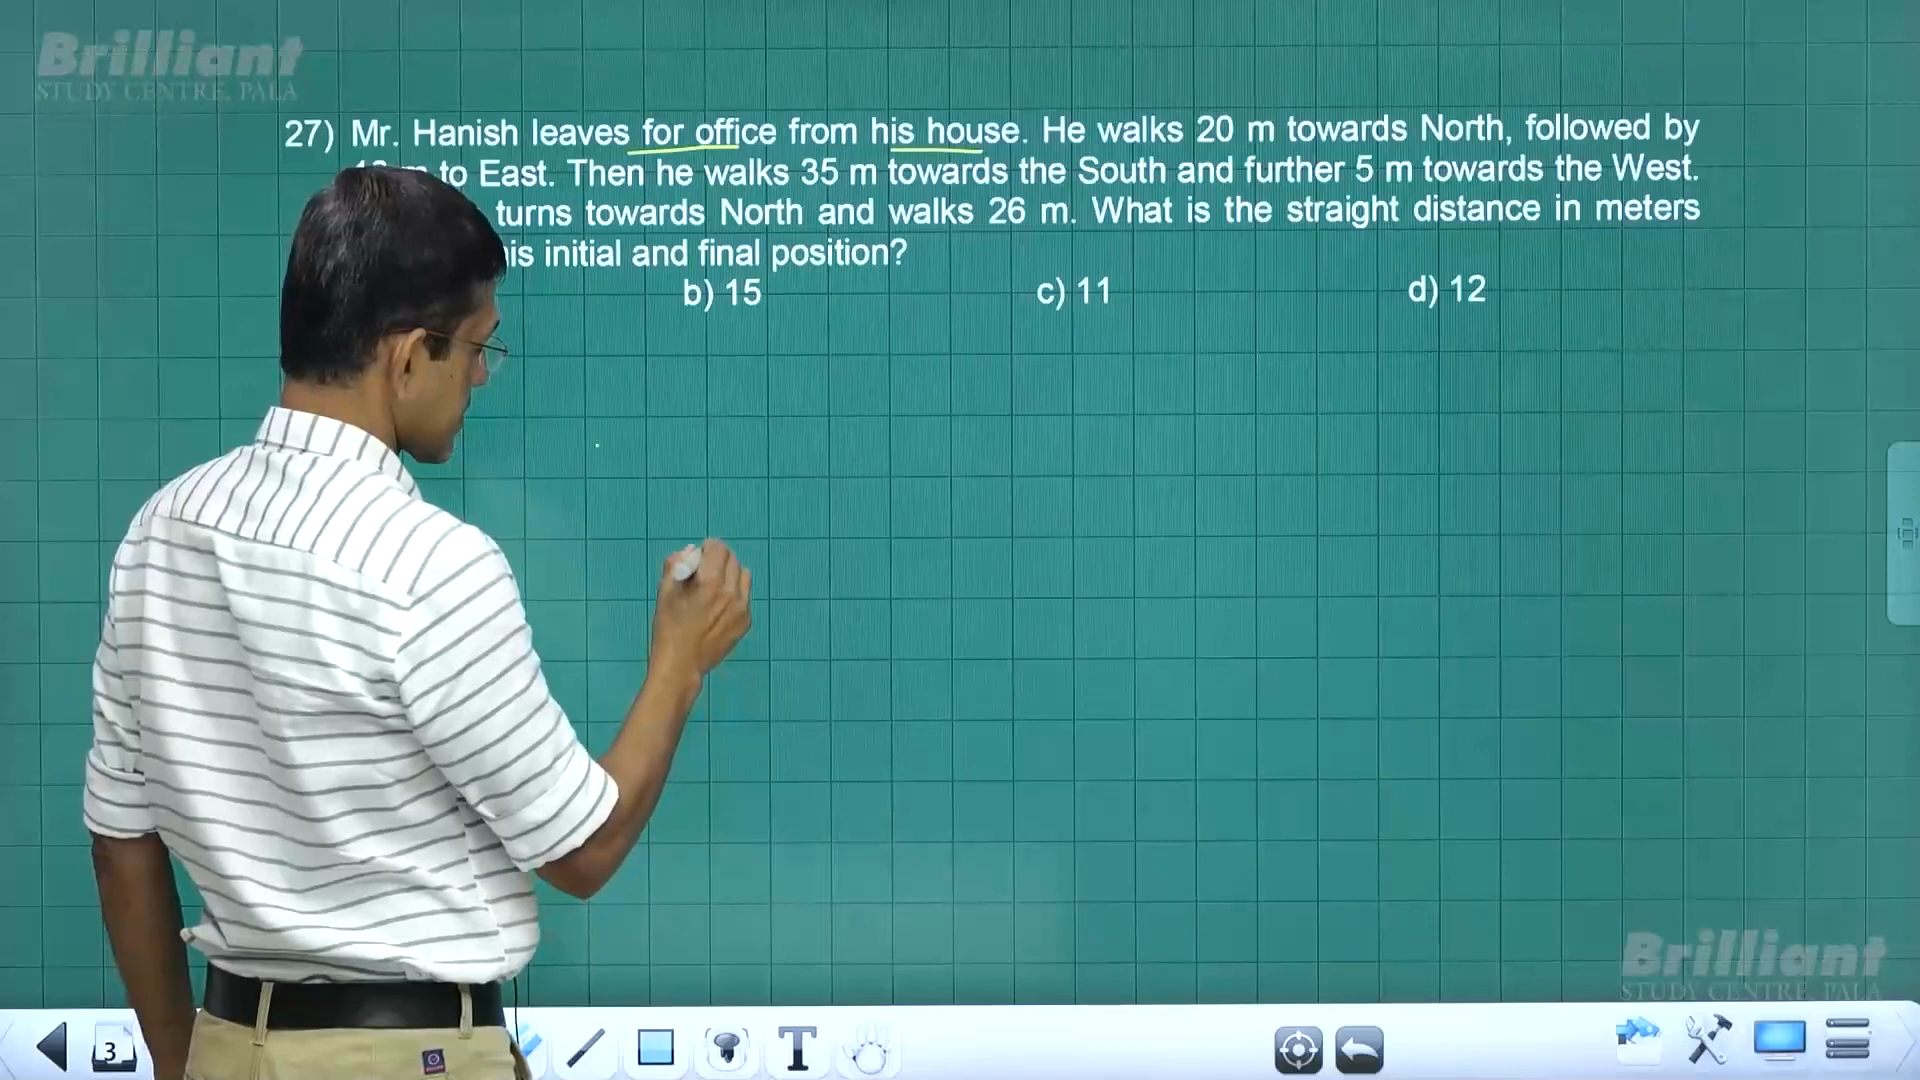 Brilliant
STUDY CENTRE, PALA
27) Mr. Hanish leaves for office from his house. He walks 20 m towards North, followed by
to East. Then he walks 35 m towards the South and further 5 m towards the West.
turns towards North and walks 26 m. What is the straight distance in meters
initial and final position?
b) 15 c) 11 d) 12
Brilliant
STUDY CENTRE, PALA
3 T